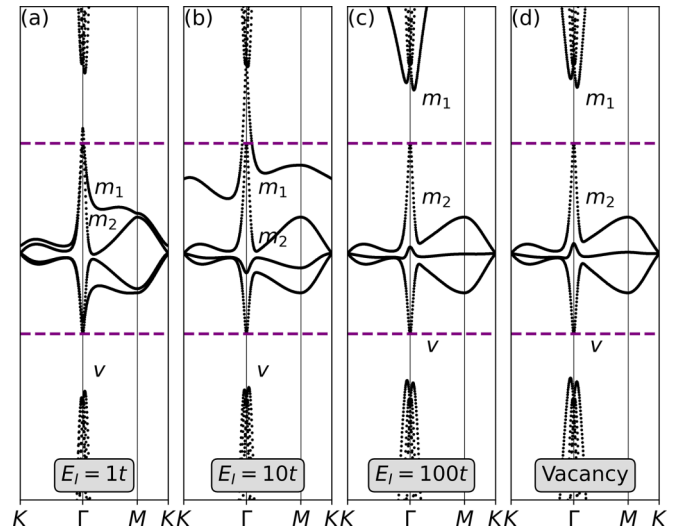 (a) (b) (c) (d)
m₁ m₁
m₁ m₂ m₂
m₂ m₁
m₂
v v
v v
E_I = 1t E_I = 10t E_I = 100t Vacancy
K Γ M K K Γ M K K Γ M K K Γ M K